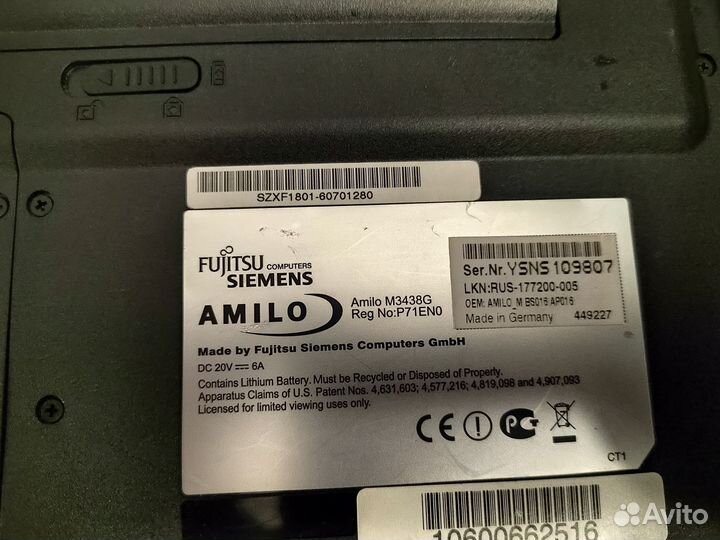 SZXF1801-60701280
FUJITSU COMPUTERS
SIEMENS
AMILO
Amilo M3438G
Reg No:P71EN0
Ser.Nr.YSNS109807
LKN:RUS-177200-005
OEM: AMILO_M BS016 AP016
Made in Germany 449227
Made by Fujitsu Siemens Computers GmbH
DC 20V 6A
Contains Lithium Battery. Must be Recycled or Disposed of Properly.
Apparatus Claims of U.S. Patent Nos. 4,631,603; 4,577,216; 4,819,098 and 4,907,093
Licensed for limited viewing uses only.
CE
CT1
10600662516
Avito